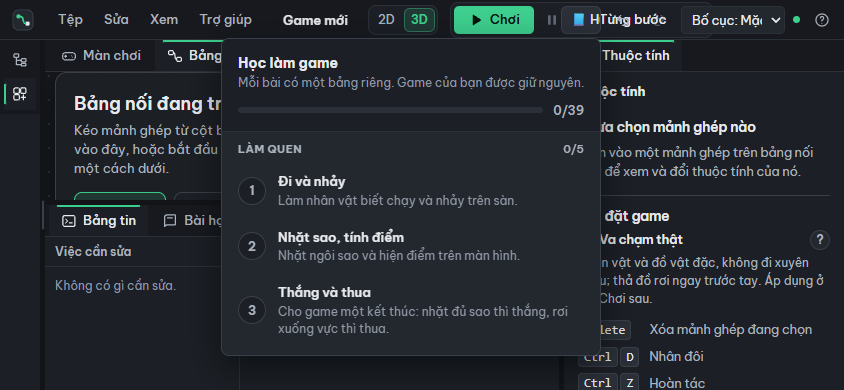 Tệp Sửa Xem Trợ giúp Game mới 2D 3D Chơi Từng bước Bố cục: Mặc
Màn chơi Bảng Thuộc tính
Bảng nối đang tr
Kéo mảnh ghép từ cột b
vào đây, hoặc bắt đầu
một cách dưới.
Bảng tin Bài họ
Việc cần sửa
Không có gì cần sửa.
Học làm game
Mỗi bài có một bảng riêng. Game của bạn được giữ nguyên.
0/39
LÀM QUEN 0/5
1 Đi và nhảy
Làm nhân vật biết chạy và nhảy trên sàn.
2 Nhặt sao, tính điểm
Nhặt ngôi sao và hiện điểm trên màn hình.
3 Thắng và thua
Cho game một kết thúc: nhặt đủ sao thì thắng, rơi
xuống vực thì thua.
ộc tính
ưa chọn mảnh ghép nào
n vào một mảnh ghép trên bảng nối
để xem và đổi thuộc tính của nó.
đặt game
Va chạm thật ?
n vật và đồ vật đặc, không đi xuyên
u; thả đồ rơi ngay trước tay. Áp dụng ở
Chơi sau.
lete Xóa mảnh ghép đang chọn
Ctrl D Nhân đôi
Ctrl Z Hoàn tác